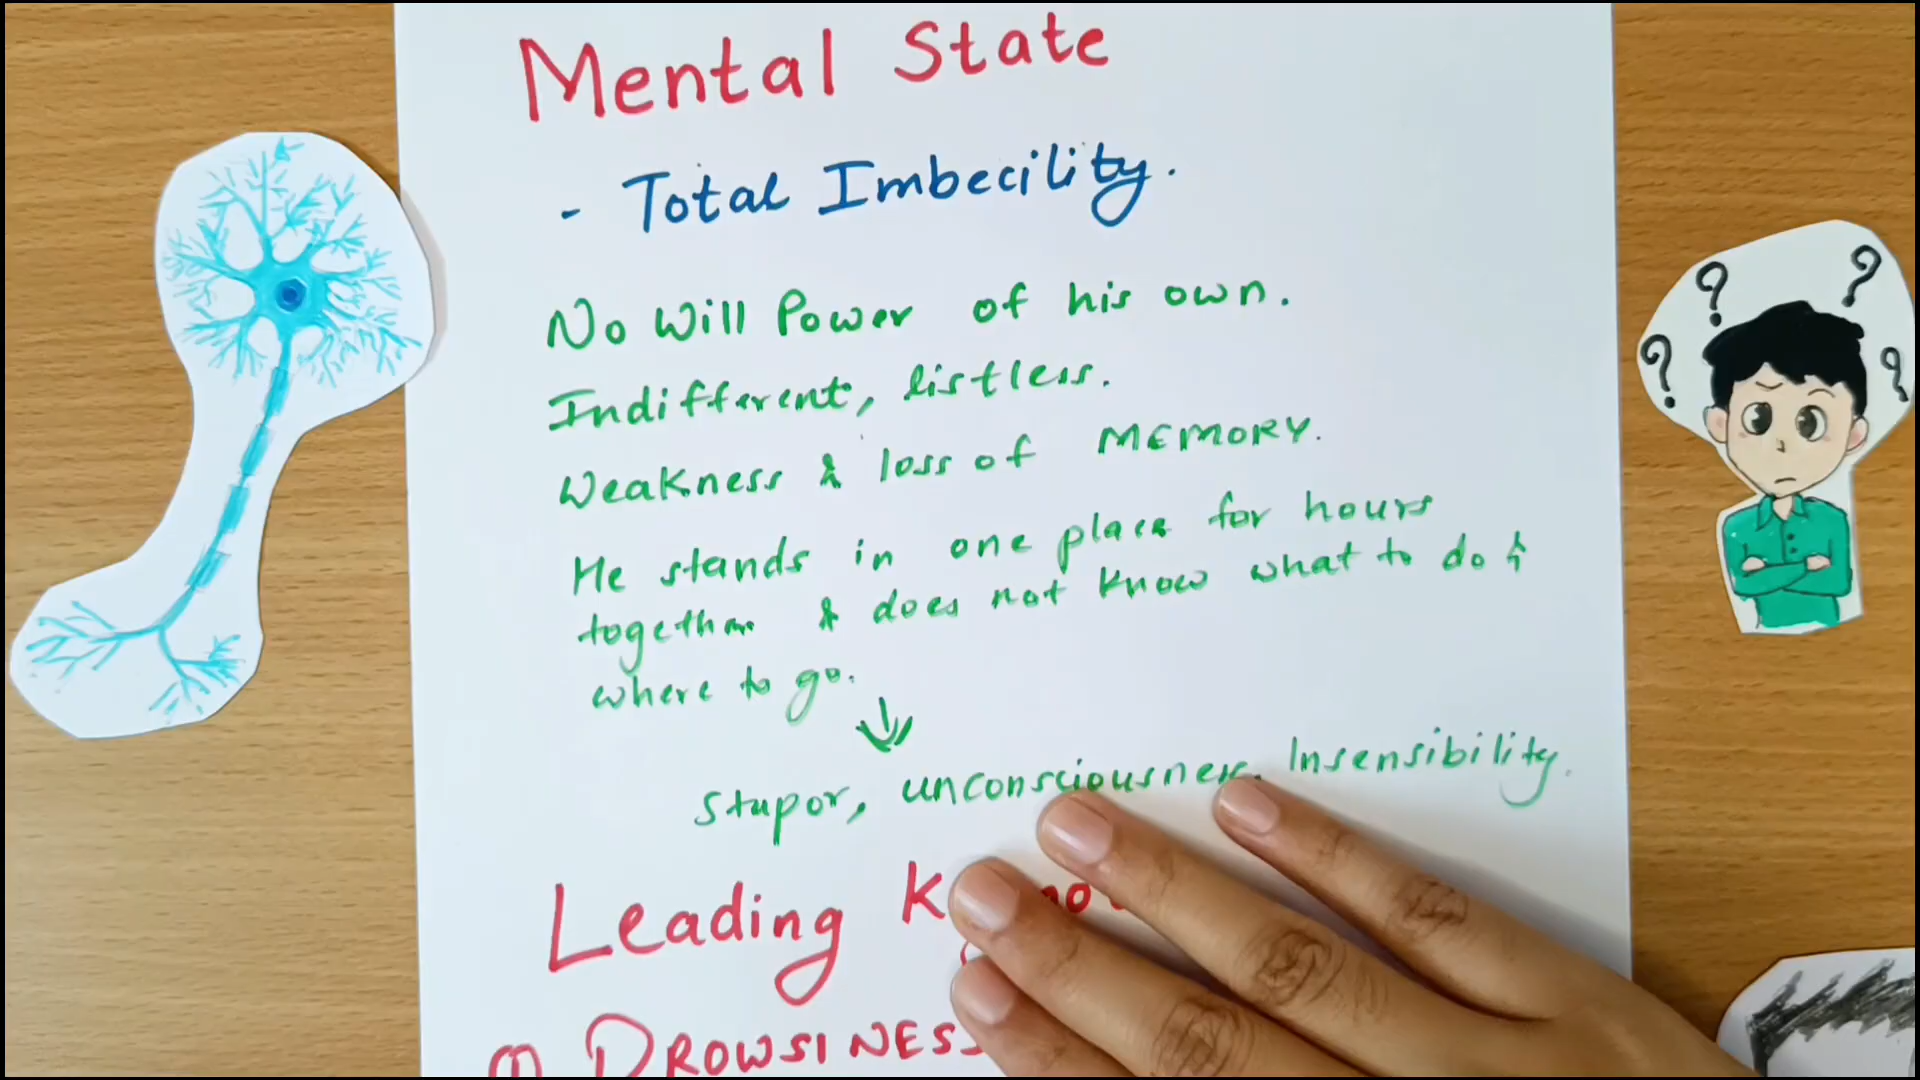 Mental State
- Total Imbecility.
No Will Power of his own.
Indifferent, listless.
Weakness & loss of MEMORY.
He stands in one place for hours
together & does not know what to do &
where to go.
Stupor, unconsciousness. Insensibility.
Leading
DROWSINESS
? ? ? ?